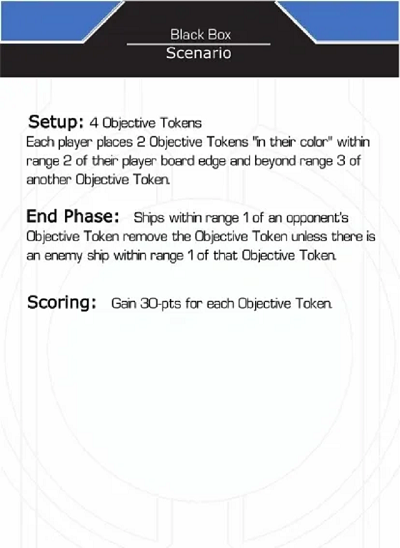 Black Box
Scenario
Setup: 4 Objective Tokens
Each player places 2 Objective Tokens "in their color" within
range 2 of their player board edge and beyond range 3 of
another Objective Token.
End Phase: Ships within range 1 of an opponent's
Objective Token remove the Objective Token unless there is
an enemy ship within range 1 of that Objective Token.
Scoring: Gain 30-pts for each Objective Token.